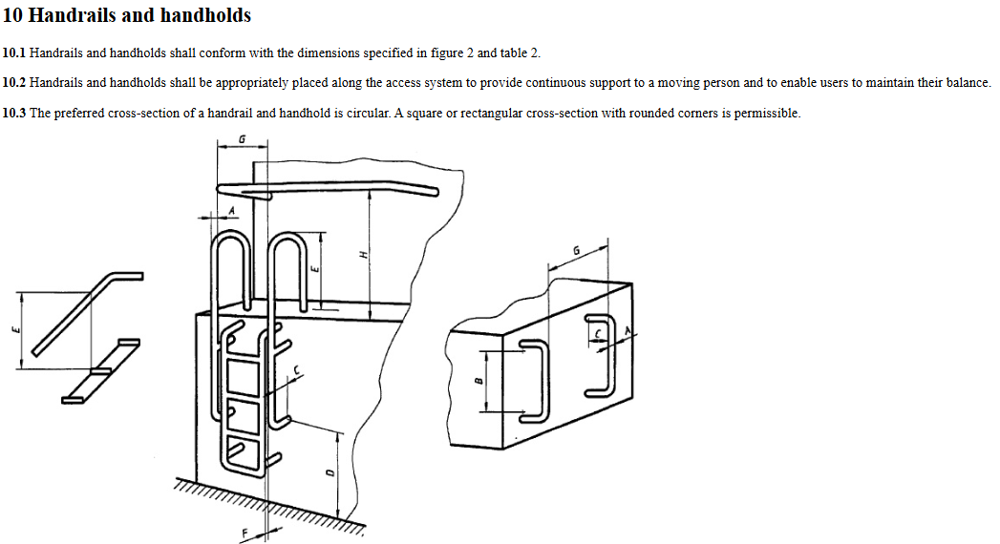 10 Handrails and handholds
10.1 Handrails and handholds shall conform with the dimensions specified in figure 2 and table 2.
10.2 Handrails and handholds shall be appropriately placed along the access system to provide continuous support to a moving person and to enable users to maintain their balance.
10.3 The preferred cross-section of a handrail and handhold is circular. A square or rectangular cross-section with rounded corners is permissible.
G
A
H
E
G
E
C
A
C
B
D
F